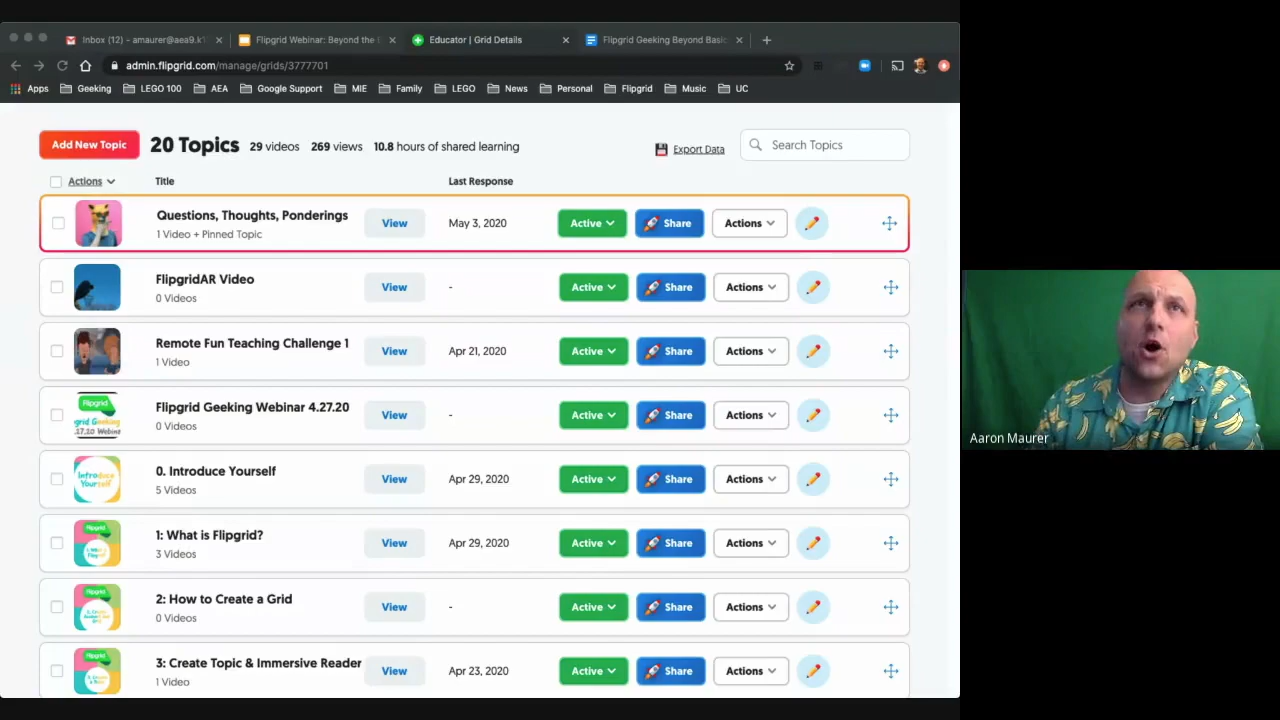 Inbox (12) - amaurer@aea9.k1
Flipgrid Webinar: Beyond the B
Educator | Grid Details
Flipgrid Geeking Beyond Basic
admin.flipgrid.com/manage/grids/3777701
Apps Geeking LEGO 100 AEA Google Support MIE Family LEGO News Personal Flipgrid Music UC
Add New Topic 20 Topics 29 videos 269 views 10.8 hours of shared learning Export Data Search Topics
Actions Title Last Response
Questions, Thoughts, Ponderings View May 3, 2020 Active Share Actions
1 Video + Pinned Topic
FlipgridAR Video View - Active Share Actions
0 Videos
Remote Fun Teaching Challenge 1 View Apr 21, 2020 Active Share Actions
1 Video
Flipgrid Geeking Webinar 4.27.20 View - Active Share Actions
0 Videos
0. Introduce Yourself View Apr 29, 2020 Active Share Actions
5 Videos
1: What is Flipgrid? View Apr 29, 2020 Active Share Actions
3 Videos
2: How to Create a Grid View - Active Share Actions
0 Videos
3: Create Topic & Immersive Reader View Apr 23, 2020 Active Share Actions
1 Video
Aaron Maurer